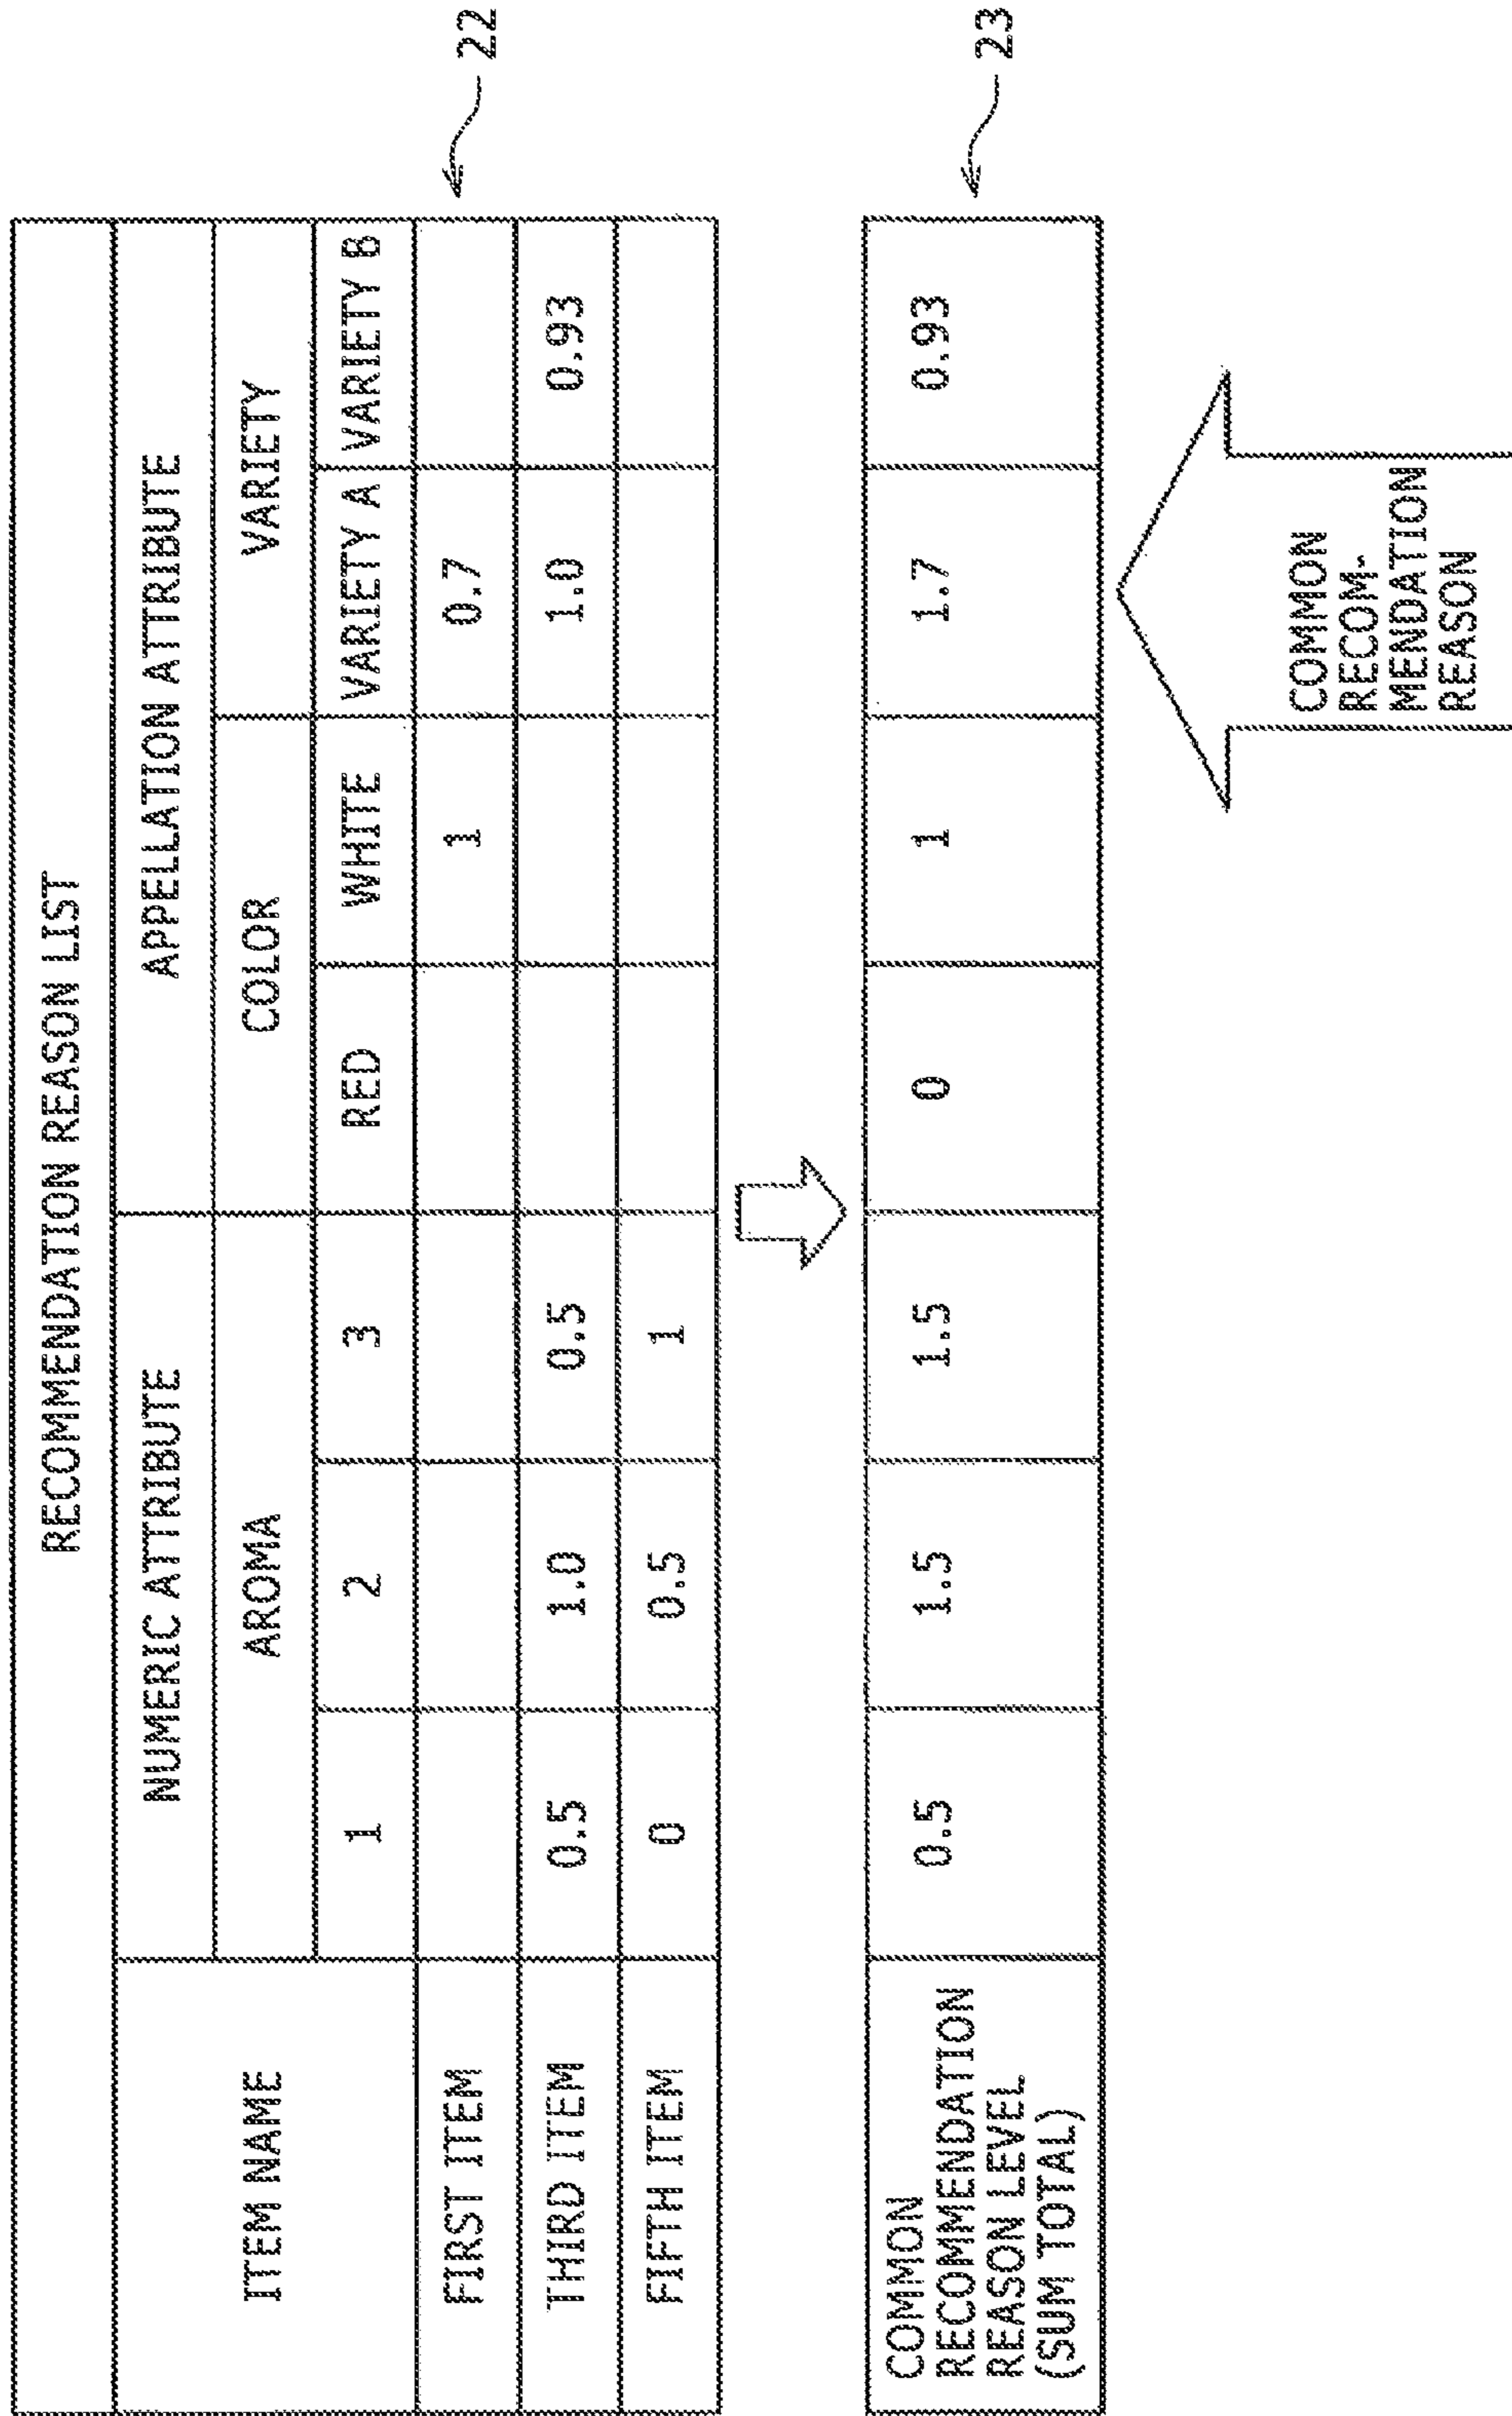 RECOMMENDATION REASON LIST
ITEM NAME
NUMERIC ATTRIBUTE
APPELLATION ATTRIBUTE
AROMA
COLOR
VARIETY
1 2 3 RED WHITE VARIETY A VARIETY B
FIRST ITEM 1 0.7
THIRD ITEM 0.5 1.0 0.5 1.0 0.93
FIFTH ITEM 0 0.5 1
22
COMMON
RECOMMENDATION
REASON LEVEL
(SUM TOTAL)
0.5 1.5 1.5 0 1 1.7 0.93
23
COMMON
RECOM-
MENDATION
REASON